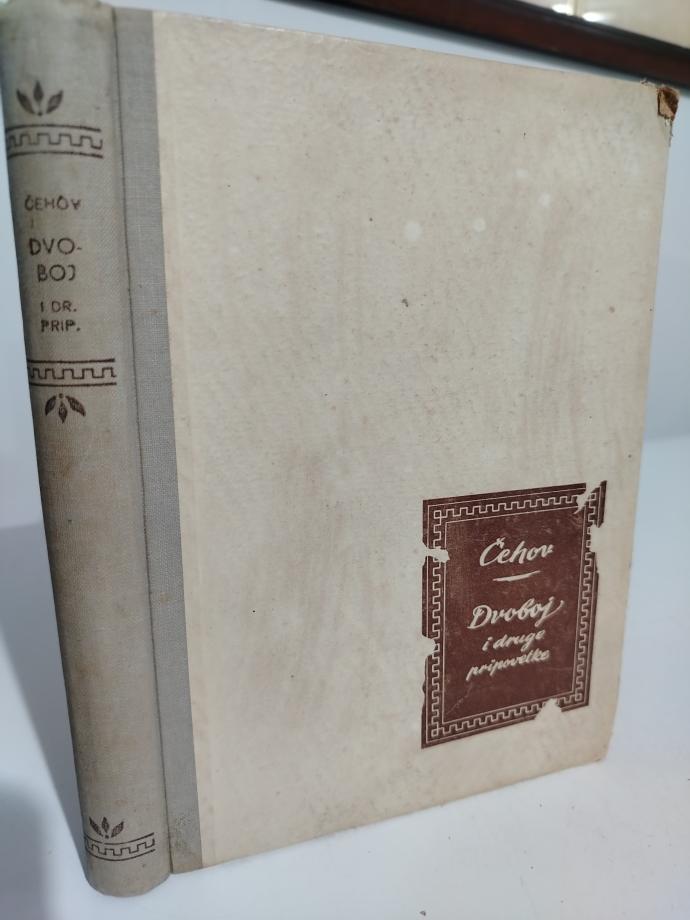 ČEHOV
DVO-
BOJ
I DR.
PRIP.
Čehov
Dvoboj
i druge
pripovetke